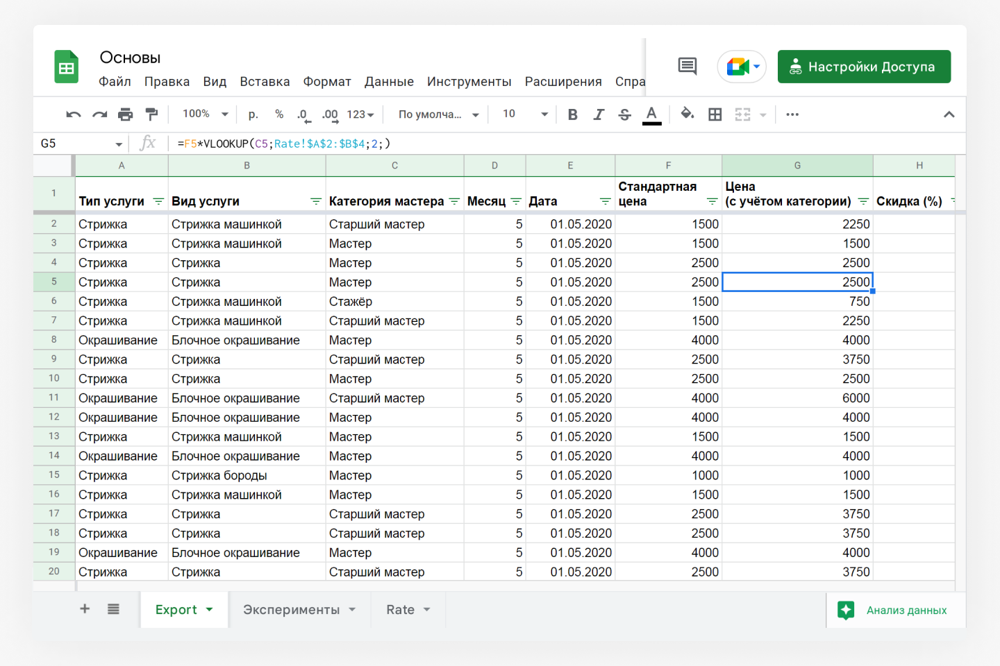 Основы
Файл Правка Вид Вставка Формат Данные Инструменты Расширения Спра
Настройки Доступа
100% р. % .0 .00 123 По умолча... 10 B I S A
G5 fx =F5*VLOOKUP(C5;Rate!$A$2:$B$4;2;)
A B C D E F G H
1 Тип услуги Вид услуги Категория мастера Месяц Дата Стандартная цена Цена (с учётом категории) Скидка (%)
2 Стрижка Стрижка машинкой Старший мастер 5 01.05.2020 1500 2250
3 Стрижка Стрижка машинкой Мастер 5 01.05.2020 1500 1500
4 Стрижка Стрижка Мастер 5 01.05.2020 2500 2500
5 Стрижка Стрижка Мастер 5 01.05.2020 2500 2500
6 Стрижка Стрижка машинкой Стажёр 5 01.05.2020 1500 750
7 Стрижка Стрижка машинкой Старший мастер 5 01.05.2020 1500 2250
8 Окрашивание Блочное окрашивание Мастер 5 01.05.2020 4000 4000
9 Стрижка Стрижка Старший мастер 5 01.05.2020 2500 3750
10 Стрижка Стрижка Мастер 5 01.05.2020 2500 2500
11 Окрашивание Блочное окрашивание Старший мастер 5 01.05.2020 4000 6000
12 Окрашивание Блочное окрашивание Мастер 5 01.05.2020 4000 4000
13 Стрижка Стрижка машинкой Мастер 5 01.05.2020 1500 1500
14 Окрашивание Блочное окрашивание Мастер 5 01.05.2020 4000 4000
15 Стрижка Стрижка бороды Мастер 5 01.05.2020 1000 1000
16 Стрижка Стрижка машинкой Мастер 5 01.05.2020 1500 1500
17 Стрижка Стрижка Старший мастер 5 01.05.2020 2500 3750
18 Стрижка Стрижка Старший мастер 5 01.05.2020 2500 3750
19 Окрашивание Блочное окрашивание Мастер 5 01.05.2020 4000 4000
20 Стрижка Стрижка Старший мастер 5 01.05.2020 2500 3750
Export Эксперименты Rate Анализ данных